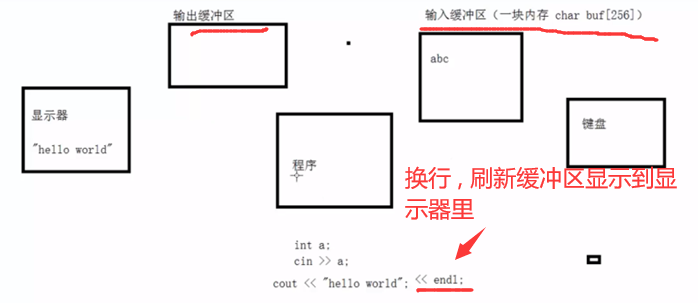 输出缓冲区
输入缓冲区（一块内存 char buf[256]）
abc
显示器
"hello world"
键盘
程序
换行，刷新缓冲区显示到显
示器里
int a;
cin >> a;
cout << "hello world"; << endl;